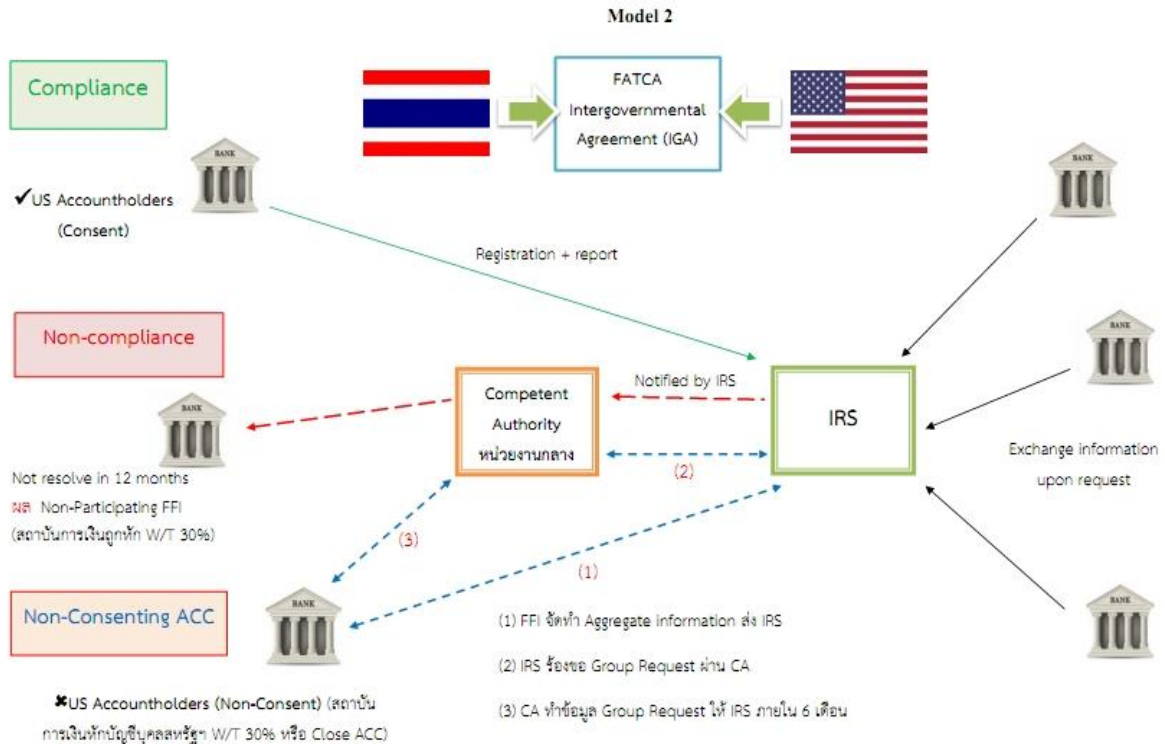 Model 2
Compliance
FATCA
Intergovernmental
Agreement (IGA)
BANK
✔US Accountholders
(Consent)
BANK
Registration + report
Non-compliance
BANK
Not resolve in 12 months
ผล Non-Participating FFI
(สถาบันการเงินถูกหัก W/T 30%)
Competent
Authority
หน่วยงานกลาง
Notified by IRS
(2)
IRS
BANK
Exchange information
upon request
(3)
(1)
Non-Consenting ACC
BANK
✖US Accountholders (Non-Consent) (สถาบัน
การเงินหักบัญชีบุคคลสหรัฐฯ W/T 30% หรือ Close ACC)
(1) FFI จัดทำ Aggregate information ส่ง IRS
(2) IRS ร้องขอ Group Request ผ่าน CA
(3) CA ทำข้อมูล Group Request ให้ IRS ภายใน 6 เดือน
BANK